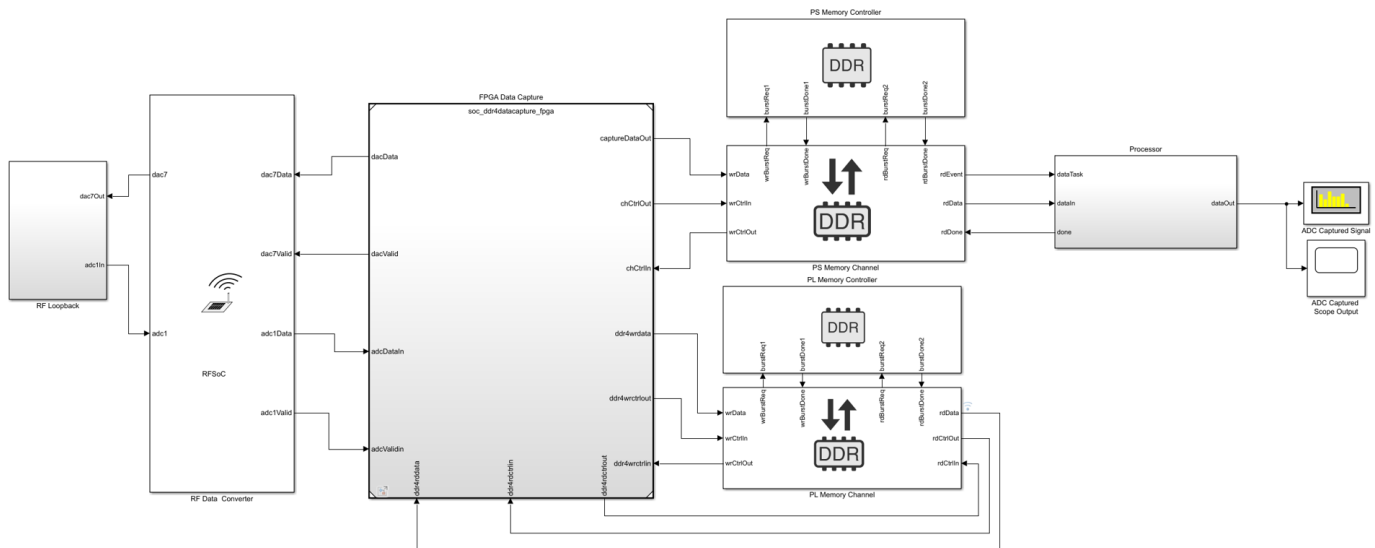 PS Memory Controller
DDR
burstReq1
burstDone1
burstReq2
burstDone2
FPGA Data Capture
soc_ddr4datacapture_fpga
captureDataOut
dacData
chCtrlOut
dacValid
chCtrlIn
ddr4wrdata
adcDataIn
ddr4wrctrlout
adcValidin
ddr4wrctrlin
ddr4rddata
ddr4rdctrlin
ddr4rdctrlout
wrBurstReq
wrBurstDone
rdBurstReq
rdBurstDone
wrData
wrCtrlIn
wrCtrlOut
DDR
rdEvent
rdData
rdDone
PS Memory Channel
Processor
dataTask
dataIn
done
dataOut
ADC Captured Signal
ADC Captured
Scope Output
dac7Out
adc1In
RF Loopback
dac7
adc1
dac7Data
dac7Valid
adc1Data
RFSoC
adc1Valid
RF Data Converter
PL Memory Controller
DDR
burstReq1
burstDone1
burstReq2
burstDone2
wrBurstReq
wrBurstDone
rdBurstReq
rdBurstDone
wrData
wrCtrlIn
wrCtrlOut
DDR
rdData
rdCtrlOut
rdCtrlIn
PL Memory Channel